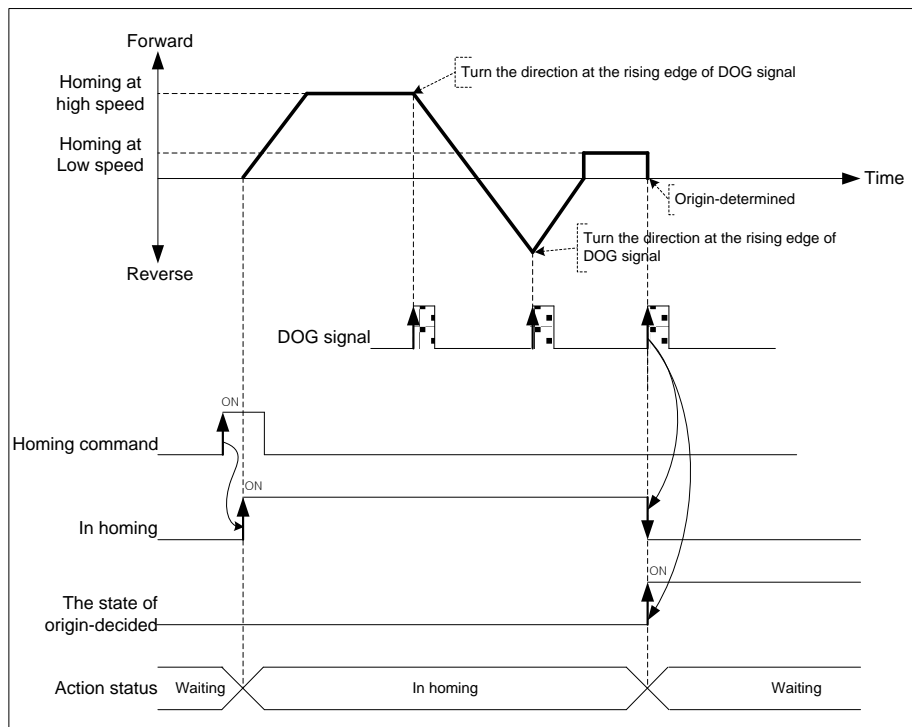 Forward
Homing at
high speed
Turn the direction at the rising edge of DOG signal
Homing at
Low speed
Time
Origin-determined
Turn the direction at the rising edge of
DOG signal
Reverse
DOG signal
ON
Homing command
ON
In homing
ON
The state of
origin-decided
Action status
Waiting
In homing
Waiting